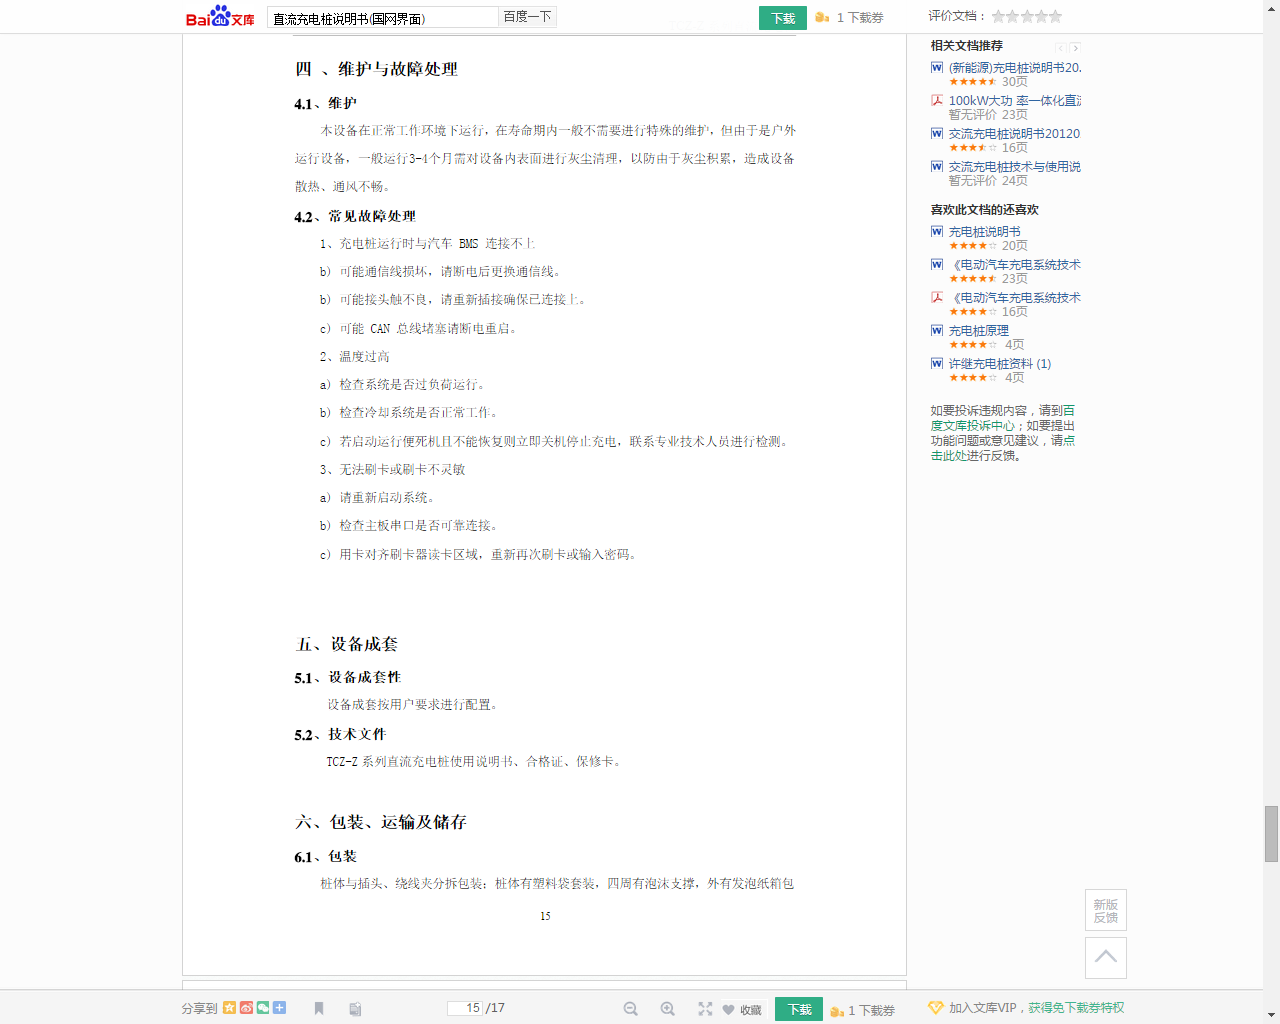 Bai du 文库
直流充电桩说明书(国网界面)
百度一下
下载
1 下载券
评价文档：
四 、维护与故障处理
4.1、维护
本设备在正常工作环境下运行，在寿命期内一般不需要进行特殊的维护，但由于是户外
运行设备，一般运行3-4个月需对设备内表面进行灰尘清理，以防由于灰尘积累，造成设备
散热、通风不畅。
4.2、常见故障处理
1、充电桩运行时与汽车 BMS 连接不上
b) 可能通信线损坏，请断电后更换通信线。
b) 可能接头触不良，请重新插接确保已连接上。
c) 可能 CAN 总线堵塞请断电重启。
2、温度过高
a) 检查系统是否过负荷运行。
b) 检查冷却系统是否正常工作。
c) 若启动运行便死机且不能恢复则立即关机停止充电，联系专业技术人员进行检测。
3、无法刷卡或刷卡不灵敏
a) 请重新启动系统。
b) 检查主板串口是否可靠连接。
c) 用卡对齐刷卡器读卡区域，重新再次刷卡或输入密码。
五、设备成套
5.1、设备成套性
设备成套按用户要求进行配置。
5.2、技术文件
TCZ-Z 系列直流充电桩使用说明书、合格证、保修卡。
六、包装、运输及储存
6.1、包装
桩体与插头、绕线夹分拆包装；桩体有塑料袋套装，四周有泡沫支撑，外有发泡纸箱包
15
相关文档推荐
(新能源)充电桩说明书20.
30页
100kW大功 率一体化直流
暂无评价 23页
交流充电桩说明书20120
16页
交流充电桩技术与使用说
暂无评价 24页
喜欢此文档的还喜欢
充电桩说明书
20页
《电动汽车充电系统技术
23页
《电动汽车充电系统技术
16页
充电桩原理
4页
许继充电桩资料 (1)
4页
如要投诉违规内容，请到百
度文库投诉中心；如要提出
功能问题或意见建议，请点
击此处进行反馈。
新版
反馈
分享到
15 /17
收藏
下载
1 下载券
加入文库VIP，获得免下载券特权